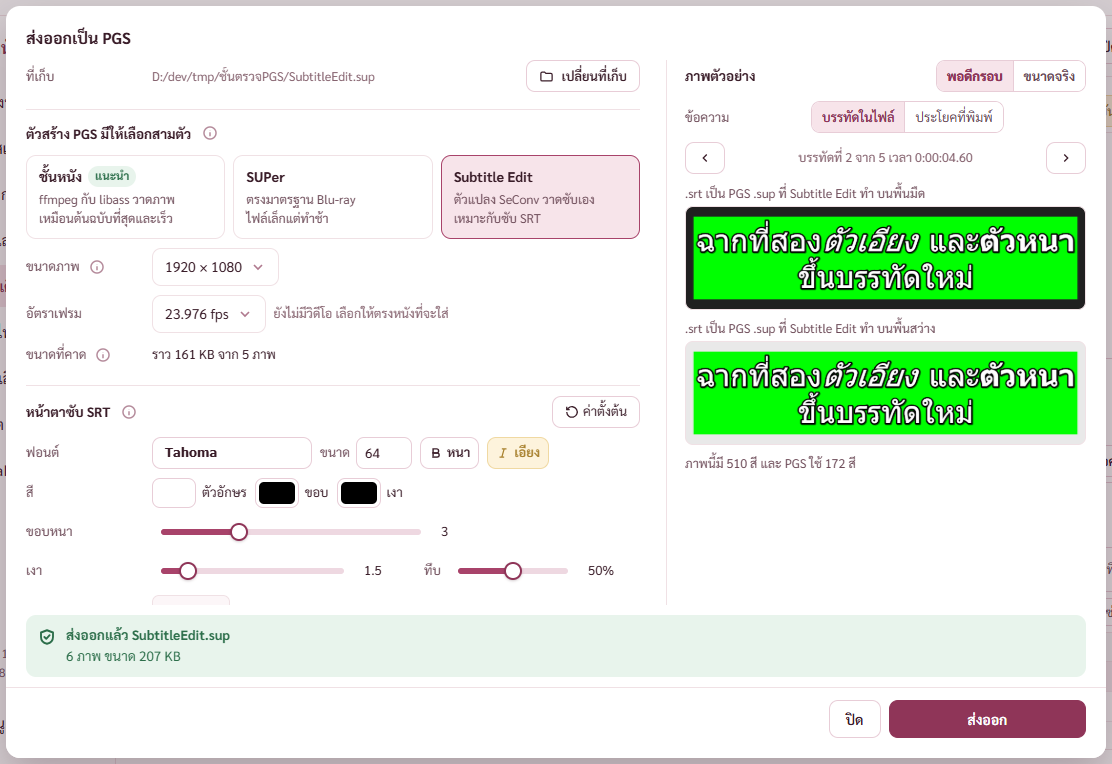 ส่งออกเป็น PGS
ที่เก็บ
D:/dev/tmp/ชั้นตรวจPGS/SubtitleEdit.sup
เปลี่ยนที่เก็บ
ตัวสร้าง PGS มีให้เลือกสามตัว
ชั้นหนัง แนะนำ
ffmpeg กับ libass วาดภาพ
เหมือนต้นฉบับที่สุดและเร็ว
SUPer
ตรงมาตรฐาน Blu-ray
ไฟล์เล็กแต่ทำช้า
Subtitle Edit
ตัวแปลง SeConv วาดซับเอง
เหมาะกับซับ SRT
ขนาดภาพ
1920 × 1080
อัตราเฟรม
23.976 fps
ยังไม่มีวิดีโอ เลือกให้ตรงหนังที่จะใส่
ขนาดที่คาด
ราว 161 KB จาก 5 ภาพ
หน้าตาซับ SRT
ค่าตั้งต้น
ฟอนต์
Tahoma
ขนาด
64
B หนา
I เอียง
สี
ตัวอักษร
ขอบ
เงา
ขอบหนา
3
เงา
1.5
ทึบ
50%
ภาพตัวอย่าง
พอดีกรอบ
ขนาดจริง
ข้อความ
บรรทัดในไฟล์
ประโยคที่พิมพ์
บรรทัดที่ 2 จาก 5 เวลา 0:00:04.60
.srt เป็น PGS .sup ที่ Subtitle Edit ทำ บนพื้นมืด
ฉากที่สองตัวเอียง และตัวหนา
ขึ้นบรรทัดใหม่
.srt เป็น PGS .sup ที่ Subtitle Edit ทำ บนพื้นสว่าง
ฉากที่สองตัวเอียง และตัวหนา
ขึ้นบรรทัดใหม่
ภาพนี้มี 510 สี และ PGS ใช้ 172 สี
ส่งออกแล้ว SubtitleEdit.sup
6 ภาพ ขนาด 207 KB
ปิด
ส่งออก